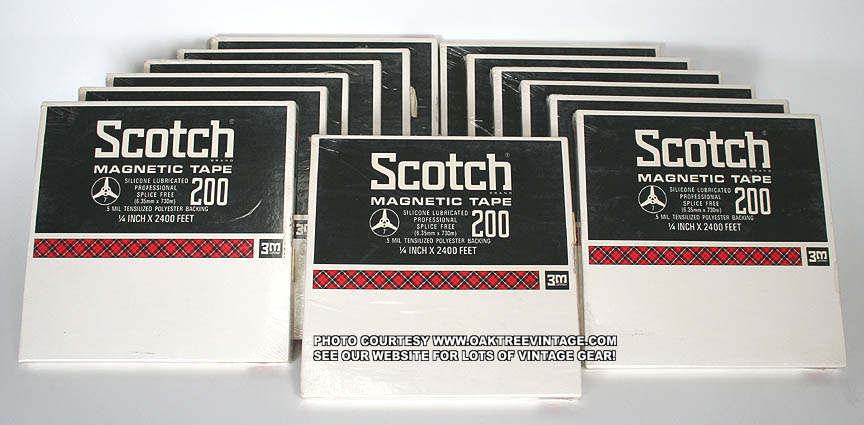 Scotch®
BRAND
MAGNETIC TAPE
7
SILICONE LUBRICATED
PROFESSIONAL
SPLICE FREE
(6.35mm x 730m)
200
.5 MIL TENSILIZED POLYESTER BACKING
¼ INCH X 2400 FEET
3M
Scotch®
BRAND
MAGNETIC TAPE
7
SILICONE LUBRICATED
PROFESSIONAL
SPLICE FREE
(6.35mm x 730m)
200
.5 MIL TENSILIZED POLYESTER BACKING
¼ INCH X 2400 FEET
3M
Scotch®
BRAND
MAGNETIC TAPE
7
SILICONE LUBRICATED
PROFESSIONAL
SPLICE FREE
(6.35mm x 730m)
200
.5 MIL TENSILIZED POLYESTER BACKING
¼ INCH X 2400 FEET
3M
PHOTO COURTESY WWW.OAKTREEVINTAGE.COM
SEE OUR WEBSITE FOR LOTS OF VINTAGE GEAR!